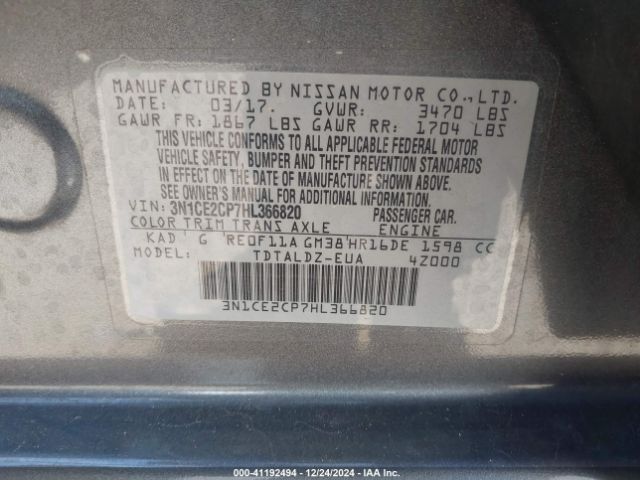 MANUFACTURED BY NISSAN MOTOR CO.,LTD.
DATE: 03/17. GVWR: 3470 LBS
GAWR FR: 1867 LBS GAWR RR: 1704 LBS
THIS VEHICLE CONFORMS TO ALL APPLICABLE FEDERAL MOTOR
VEHICLE SAFETY, BUMPER AND THEFT PREVENTION STANDARDS
IN EFFECT ON THE DATE OF MANUFACTURE SHOWN ABOVE.
SEE OWNER'S MANUAL FOR ADDITIONAL INFORMATION.
VIN: 3N1CE2CP7HL366820 PASSENGER CAR.
COLOR TRIM TRANS AXLE ENGINE
KAD G RE0F11A GM38 HR16DE 1598 CC
MODEL: TDTALDZ-EUA 4Z000
3N1CE2CP7HL366820
000-41192494 - 12/24/2024 - IAA Inc.